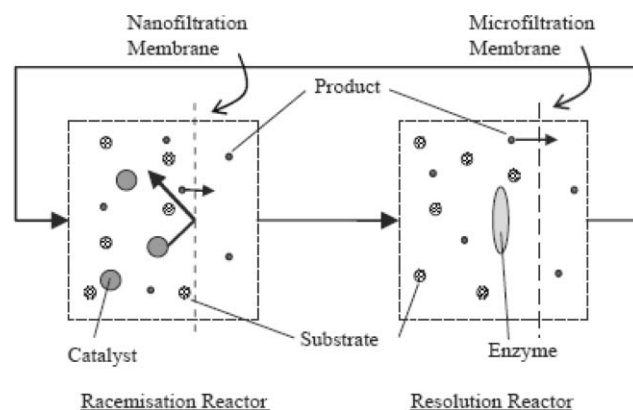 Nanofiltration
Membrane
Microfiltration
Membrane
Product
Substrate
Catalyst
Enzyme
Racemisation Reactor
Resolution Reactor